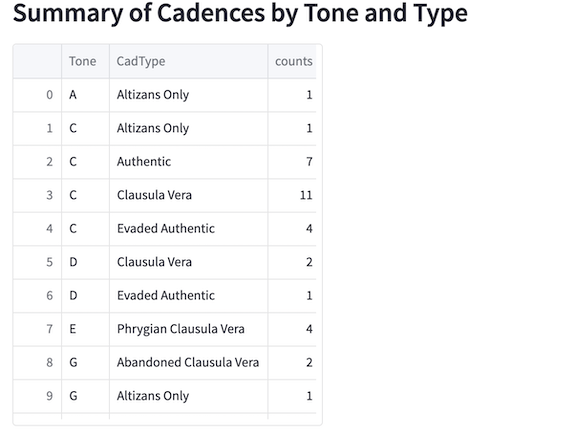 Summary of Cadences by Tone and Type
Tone CadType counts
0 A Altizans Only 1
1 C Altizans Only 1
2 C Authentic 7
3 C Clausula Vera 11
4 C Evaded Authentic 4
5 D Clausula Vera 2
6 D Evaded Authentic 1
7 E Phrygian Clausula Vera 4
8 G Abandoned Clausula Vera 2
9 G Altizans Only 1